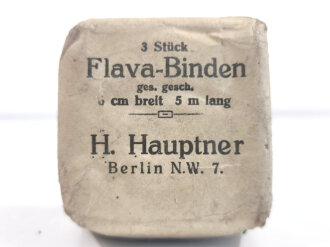 3 Stück
Flava-Binden
ges. gesch.
cm breit 5 m lang
H. Hauptner
Berlin N.W. 7.